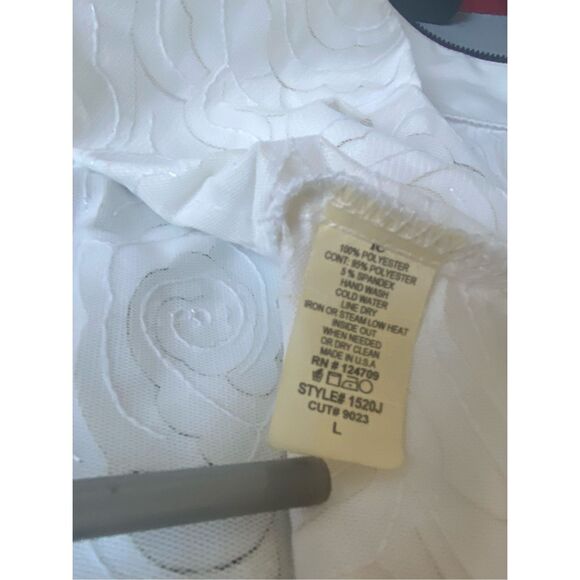 100% POLYESTER
CONT: 95% POLYESTER
5 % SPANDEX
HAND WASH
COLD WATER
LINE DRY
IRON OR STEAM LOW HEAT
INSIDE OUT
WHEN NEEDED
OR DRY CLEAN
MADE IN U.S.A
RN # 124709
STYLE# 1520J
CUT# 9023
L